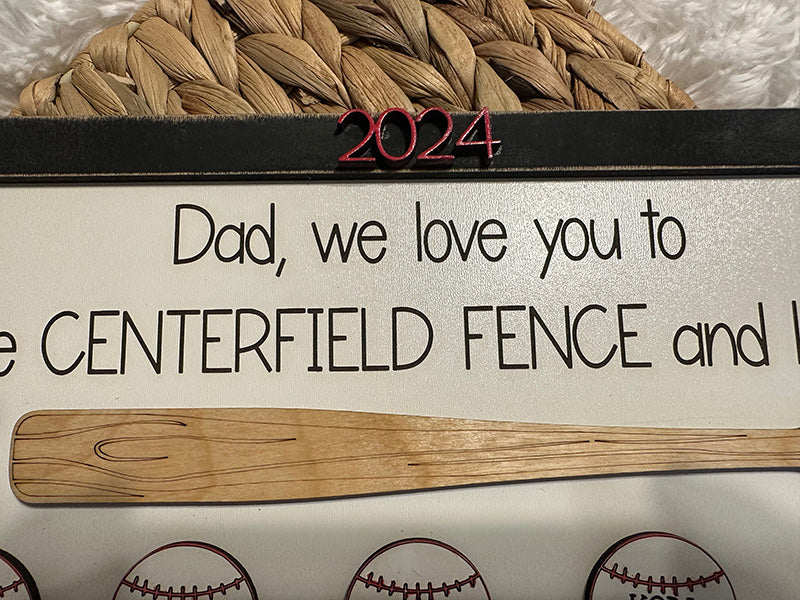 2024
Dad, we love you to
CENTERFIELD FENCE and